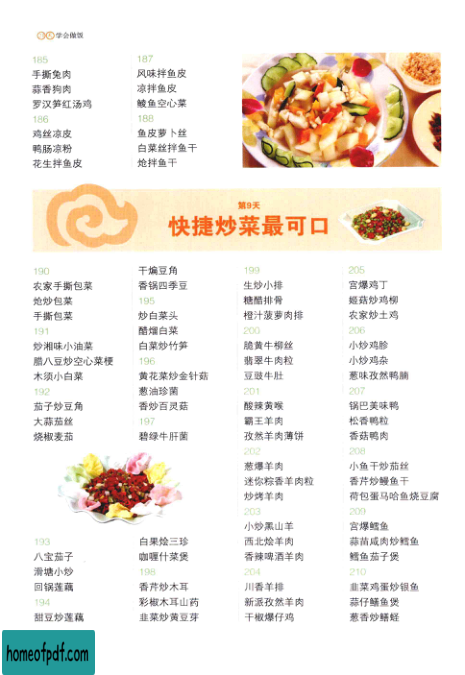 学会做饭
185
手撕兔肉
蒜香狗肉
罗汉笋红汤鸡
186
鸡丝凉皮
鸭肠凉粉
花生拌鱼皮
187
风味拌鱼皮
凉拌鱼皮
鲮鱼空心菜
188
鱼皮萝卜丝
白菜丝拌鱼干
炝拌鱼干
第9天
快捷炒菜最可口
190
农家手撕包菜
炝炒包菜
手撕包菜
191
炒湘味小油菜
腊八豆炒空心菜梗
木须小白菜
192
茄子炒豆角
大蒜茄丝
烧椒麦茄
193
八宝茄子
滑塘小炒
回锅莲藕
194
甜豆炒莲藕
干煸豆角
香锅四季豆
195
炒白菜头
醋熘白菜
白菜炒竹笋
196
黄花菜炒金针菇
葱油珍菌
香炒百灵菇
197
碧绿牛肝菌
白果烩三珍
咖喱什菜煲
198
香芹炒木耳
彩椒木耳山药
韭菜炒黄豆芽
199
生炒小排
糖醋排骨
橙汁菠萝肉排
200
脆黄牛柳丝
翡翠牛肉粒
豆豉牛肚
201
酸辣黄喉
霸王羊肉
孜然羊肉薄饼
202
葱爆羊肉
迷你粽香羊肉粒
炒烤羊肉
203
小炒黑山羊
西北烩羊肉
香辣啤酒羊肉
204
川香羊排
新派孜然羊肉
干椒爆仔鸡
205
宫爆鸡丁
姬菇炒鸡柳
农家炒土鸡
206
小炒鸡胗
小炒鸡杂
葱味孜然鸭腩
207
锅巴美味鸭
松香鸭粒
香菇鸭肉
208
小鱼干炒茄丝
香芹炒鳗鱼干
荷包蛋马哈鱼烧豆腐
209
宫爆鳕鱼
蒜苗咸肉炒鳕鱼
鳕鱼茄子煲
210
韭菜鸡蛋炒银鱼
蒜仔鳝鱼煲
葱香炒鳝蛏
homeofpdf.com